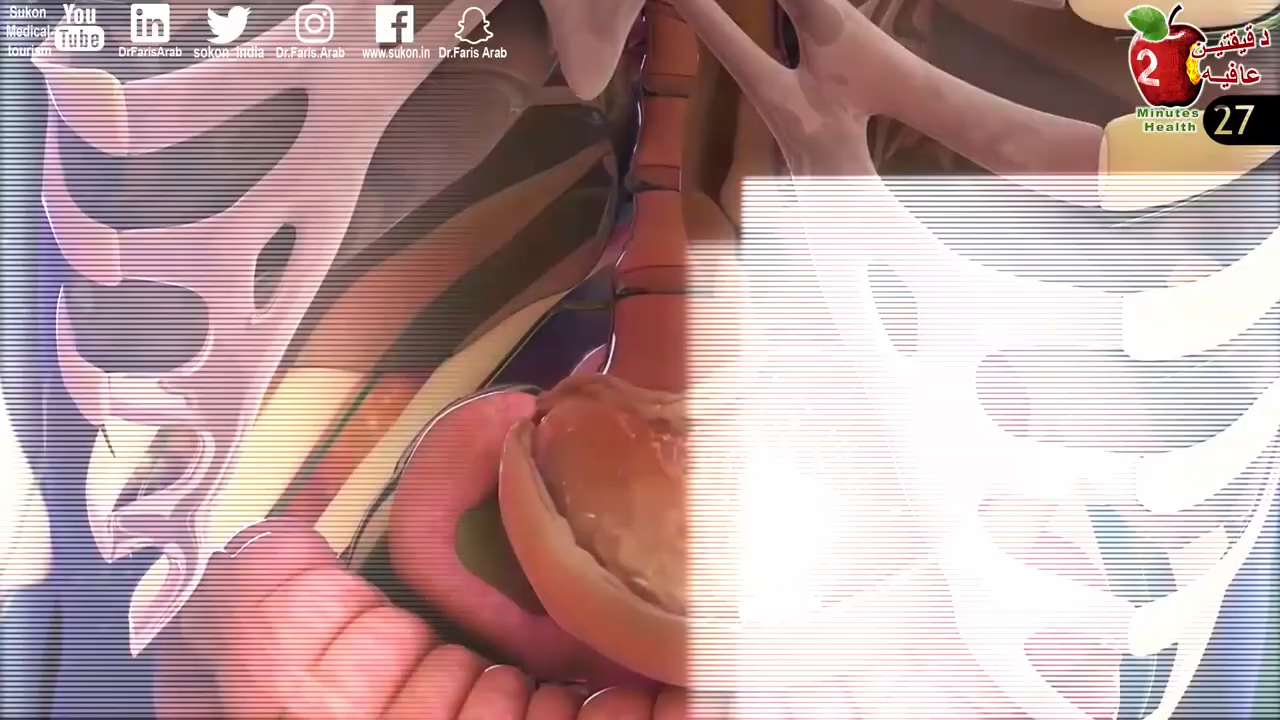 Sukon
Medical
tourism
You
Tube
in
DrFarisArab
sokon_india
Dr.Faris.Arab
f
www.sukon.in
Dr.Faris Arab
دقيقتين
عافيه
2
Minutes
Health
27